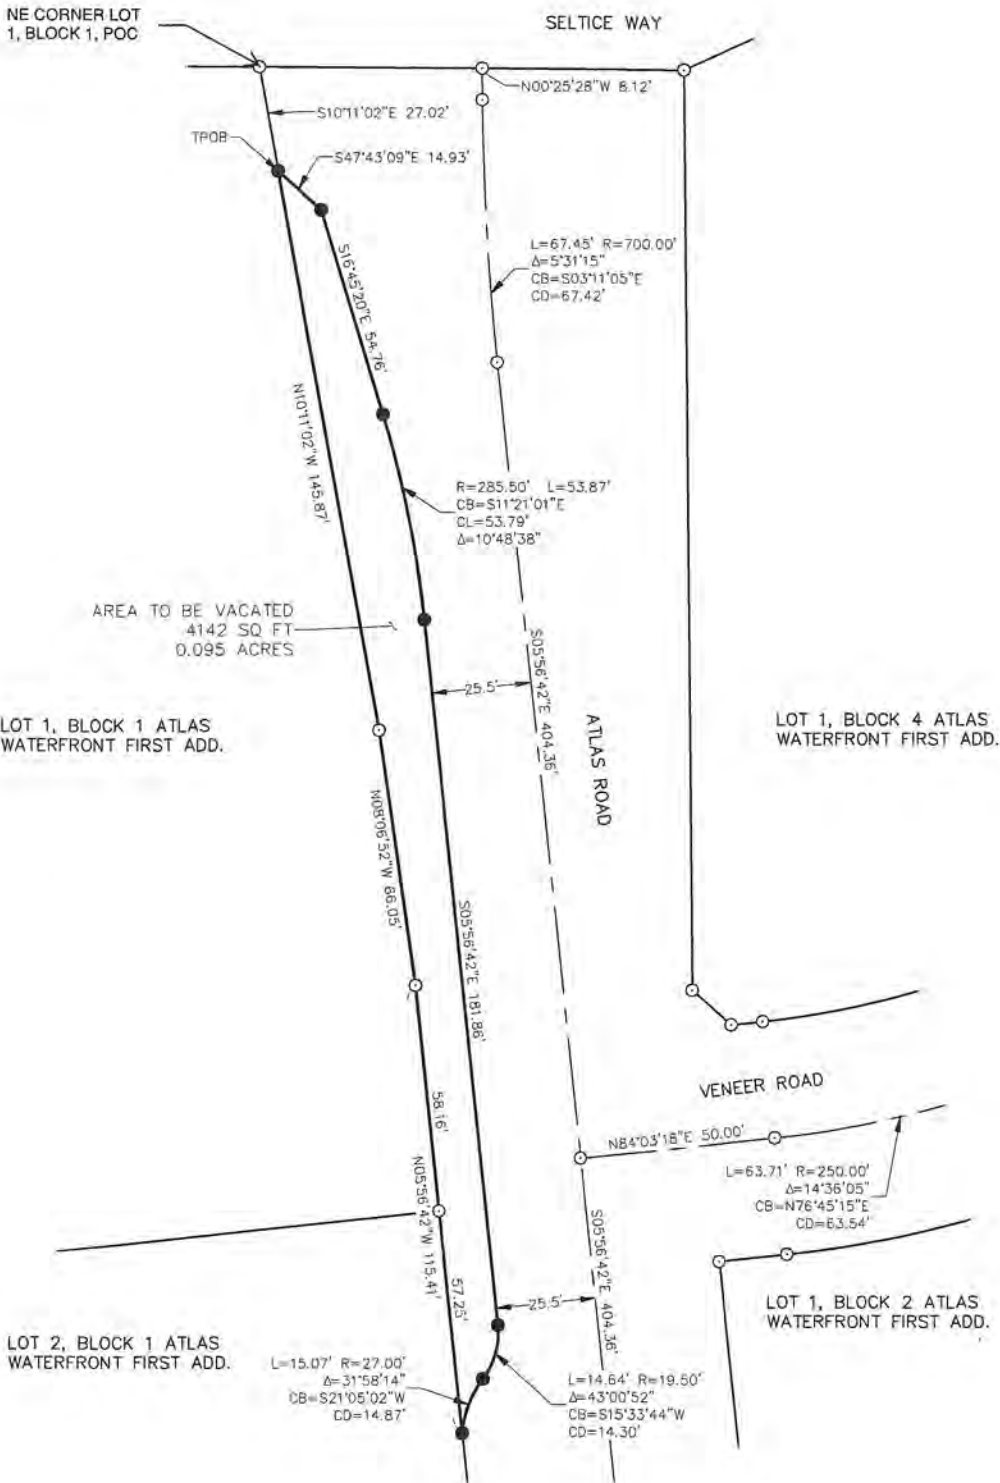 NE CORNER LOT
1, BLOCK 1, POC
SELTICE WAY
N00°25'28"W 8.12'
S10°11'02"E 27.02'
TPOB
S47°43'09"E 14.93'
L=67.45' R=700.00'
Δ=5°31'15"
CB=S03°11'05"E
CD=67.42'
S16°45'20"E 54.76'
N10°11'02"W 145.87'
R=285.50' L=53.87'
CB=S11°21'01"E
CL=53.79'
Δ=10°48'38"
AREA TO BE VACATED
4142 SQ FT
0.095 ACRES
S05°56'42"E 404.36'
25.5'
ATLAS ROAD
LOT 1, BLOCK 1 ATLAS
WATERFRONT FIRST ADD.
LOT 1, BLOCK 4 ATLAS
WATERFRONT FIRST ADD.
N08°06'52"W 66.05'
S05°56'42"E 181.86'
VENEER ROAD
58.16'
N84°03'18"E 50.00'
L=63.71' R=250.00'
Δ=14°36'05"
CB=N76°45'15"E
CD=63.54'
N05°56'42"W 115.41'
S05°56'42"E 404.36'
57.25'
25.5'
LOT 1, BLOCK 2 ATLAS
WATERFRONT FIRST ADD.
LOT 2, BLOCK 1 ATLAS
WATERFRONT FIRST ADD.
L=15.07' R=27.00'
Δ=31°58'14"
CB=S21°05'02"W
CD=14.87'
L=14.64' R=19.50'
Δ=43°00'52"
CB=S15°33'44"W
CD=14.30'